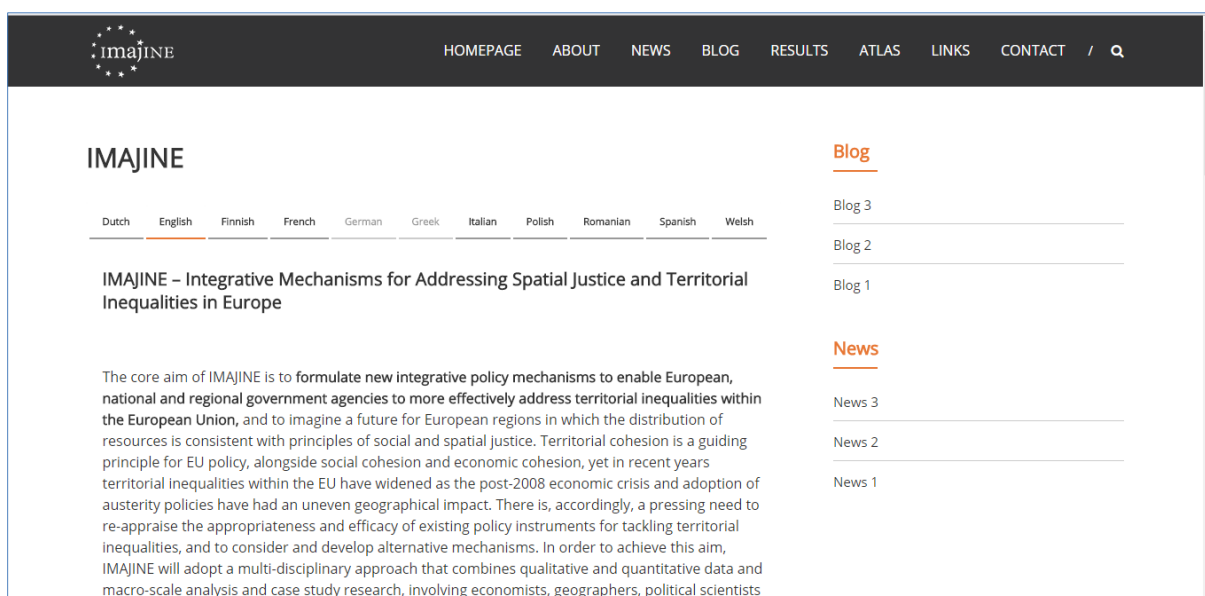 imajINE
HOMEPAGE ABOUT NEWS BLOG RESULTS ATLAS LINKS CONTACT /
IMAJINE
Dutch English Finnish French German Greek Italian Polish Romanian Spanish Welsh
IMAJINE – Integrative Mechanisms for Addressing Spatial Justice and Territorial
Inequalities in Europe
The core aim of IMAJINE is to formulate new integrative policy mechanisms to enable European,
national and regional government agencies to more effectively address territorial inequalities within
the European Union, and to imagine a future for European regions in which the distribution of
resources is consistent with principles of social and spatial justice. Territorial cohesion is a guiding
principle for EU policy, alongside social cohesion and economic cohesion, yet in recent years
territorial inequalities within the EU have widened as the post-2008 economic crisis and adoption of
austerity policies have had an uneven geographical impact. There is, accordingly, a pressing need to
re-appraise the appropriateness and efficacy of existing policy instruments for tackling territorial
inequalities, and to consider and develop alternative mechanisms. In order to achieve this aim,
IMAJINE will adopt a multi-disciplinary approach that combines qualitative and quantitative data and
macro-scale analysis and case study research, involving economists, geographers, political scientists
Blog
Blog 3
Blog 2
Blog 1
News
News 3
News 2
News 1